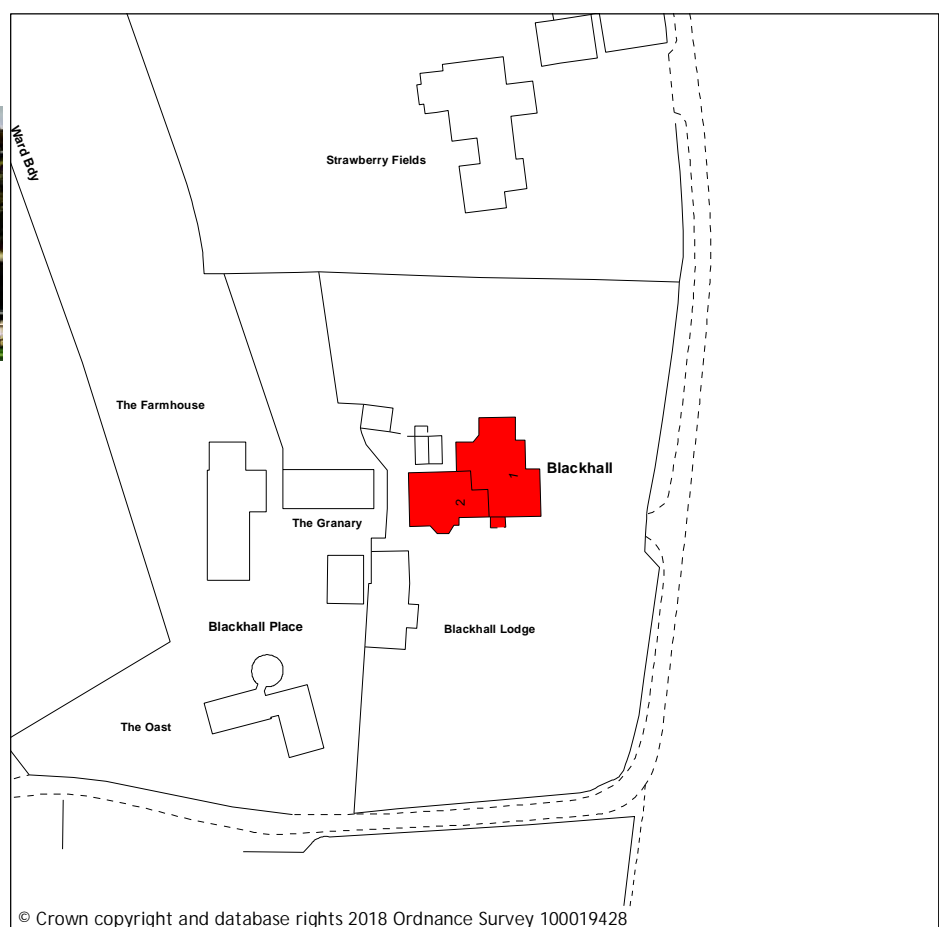 Ward Bdy
Strawberry Fields
The Farmhouse
Blackhall
1
2
The Granary
Blackhall Place
Blackhall Lodge
The Oast
© Crown copyright and database rights 2018 Ordnance Survey 100019428